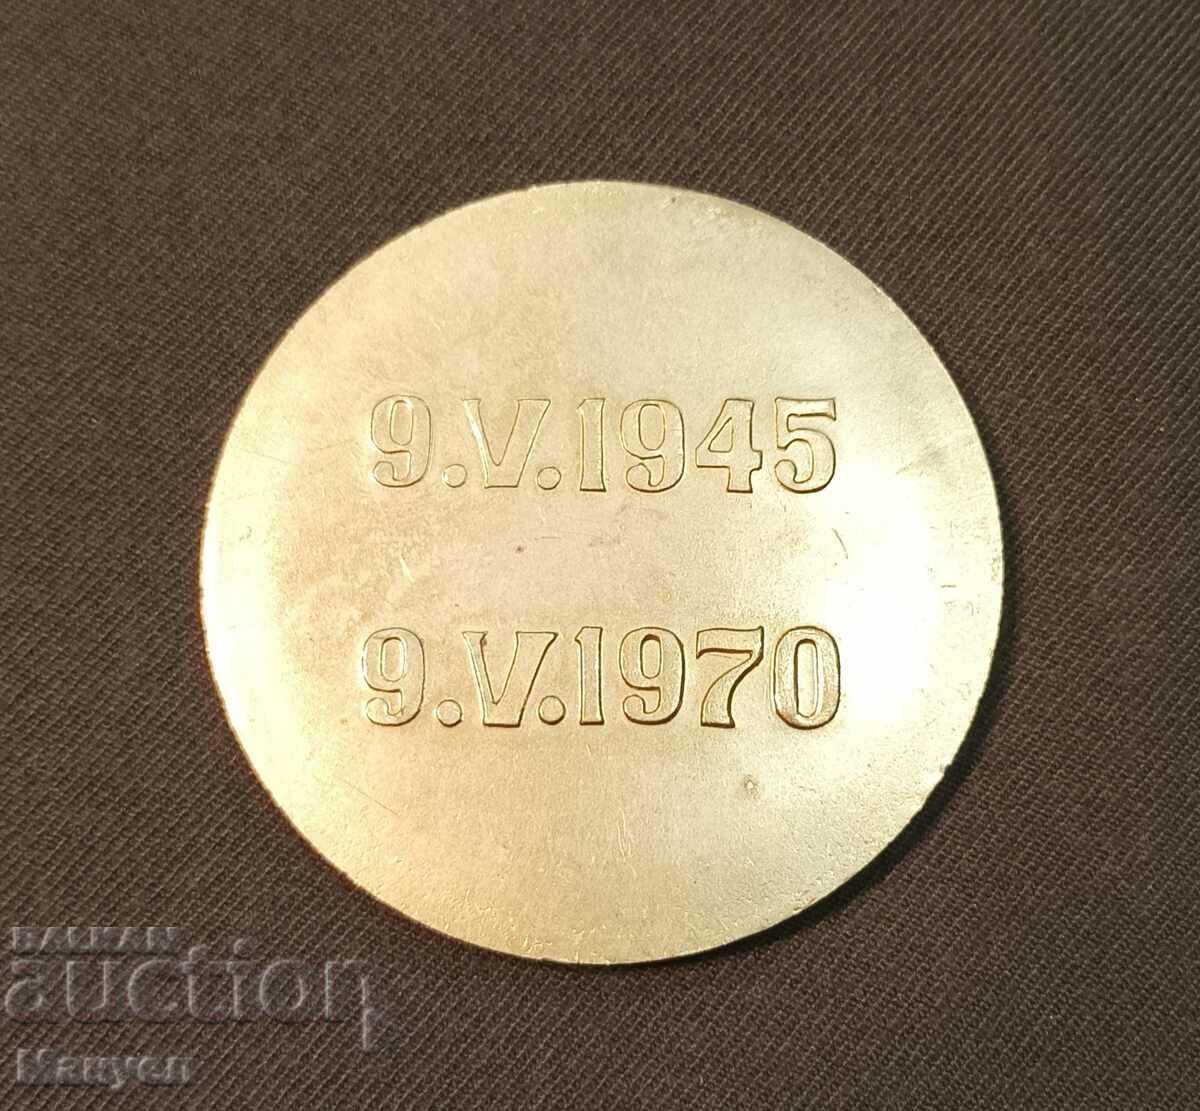 9.V.1945
9.V.1970
BALKAN
auction
Мануел